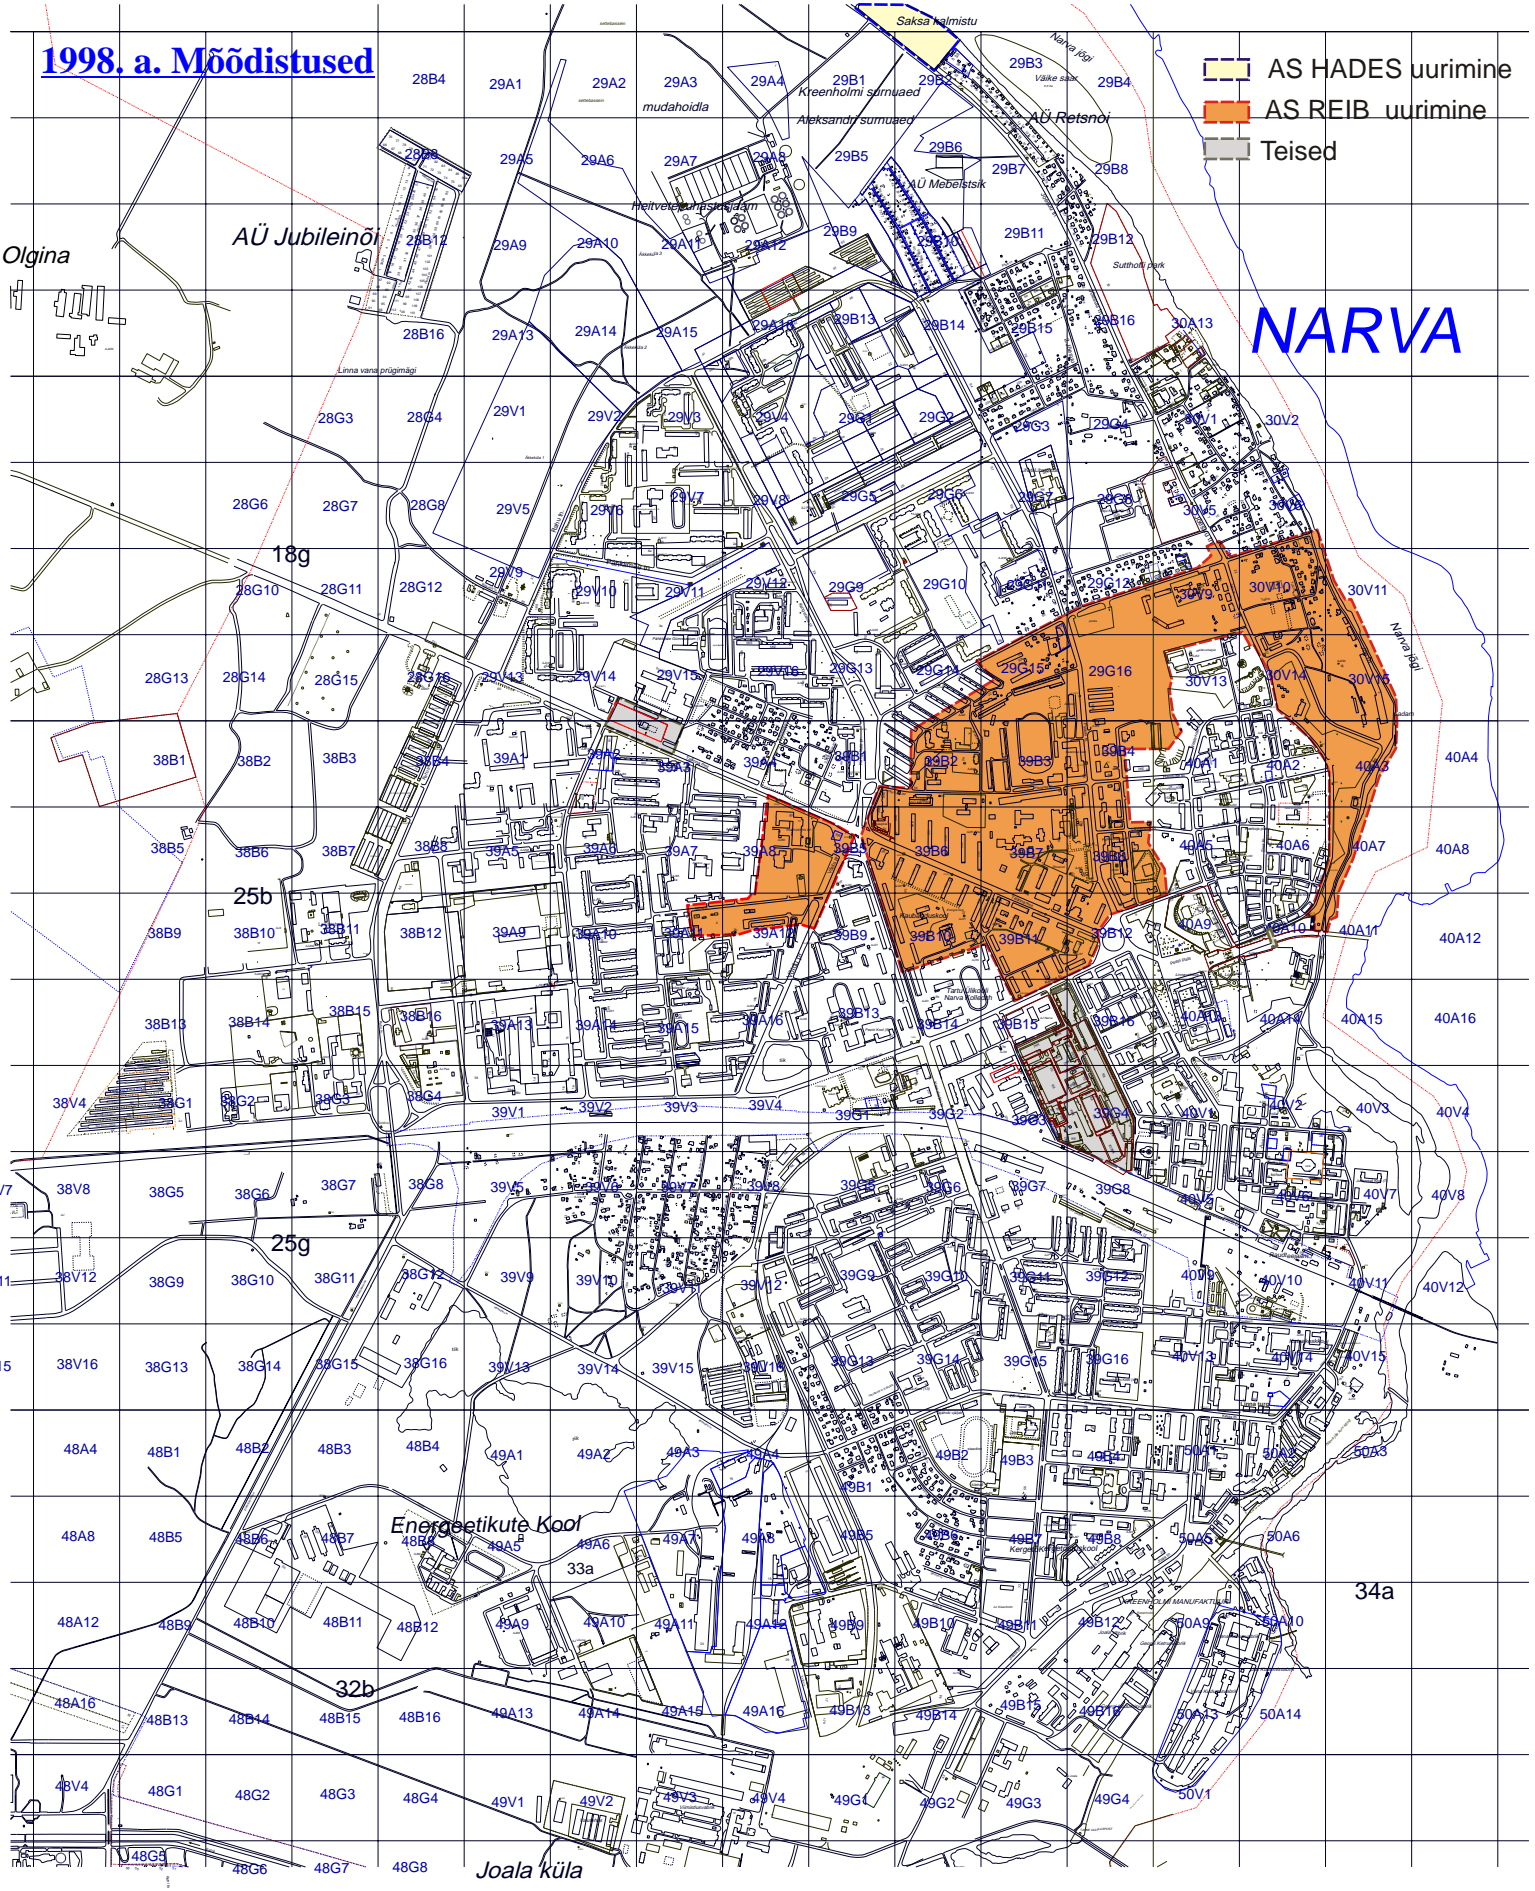 1998. a. Mõõdistused
Saksa kalmistu
Narva jõgi
AS HADES uurimine
AS REIB uurimine
Teised
28B4 29A1 29A2 29A3 29A4 29B1 29B2 29B3 29B4
Väike saar
mudahoidla
Kreenholmi surnuaed
Aleksandri surnuaed
AÜ Retsnoi
28B8 29A5 29A6 29A7 29A8 29B5 29B6 29B7 29B8
AÜ Mebelstsik
Heitveepuhastusjaam
Olgina
AÜ Jubileinõi
28B12 29A9 29A10 29A11 29A12 29B9 29B10 29B11 29B12
Sutthoffi park
NARVA
28B16 29A13 29A14 29A15 29A16 29B13 29B14 29B15 29B16 30A13
Linna vana prügimägi
28G3 28G4 29V1 29V2 29V3 29V4 29G1 29G2 29G3 29G4 30V1 30V2
28G6 28G7 28G8 29V5 29V6 29V7 29V8 29G5 29G6 29G7 29G8 30V5 30V6
18g
28G10 28G11 28G12 29V9 29V10 29V11 29V12 29G9 29G10 29G11 29G12 30V9 30V10 30V11
Narva jõgi
28G13 28G14 28G15 28G16 29V13 29V14 29V15 29V16 29G13 29G14 29G15 29G16 30V13 30V14 30V15
38B1 38B2 38B3 38B4 39A1 39A2 39A3 39A4 39B1 39B2 39B3 39B4 40A1 40A2 40A3 40A4
38B5 38B6 38B7 38B8 39A5 39A6 39A7 39A8 39B5 39B6 39B7 39B8 40A5 40A6 40A7 40A8
25b
Kaubanduskool
38B9 38B10 38B11 38B12 39A9 39A10 39A11 39A12 39B9 39B10 39B11 39B12 40A9 40A10 40A11 40A12
Tartu Ülikooli
Narva Kolledzh
38B13 38B14 38B15 38B16 39A13 39A14 39A15 39A16 39B13 39B14 39B15 39B16 40A13 40A14 40A15 40A16
38V4 38G1 38G2 38G3 38G4 39V1 39V2 39V3 39V4 39G1 39G2 39G3 39G4 40V1 40V2 40V3 40V4
38V8 38G5 38G6 38G7 38G8 39V5 39V6 39V7 39V8 39G5 39G6 39G7 39G8 40V5 40V6 40V7 40V8
25g
38V12 38G9 38G10 38G11 38G12 39V9 39V10 39V11 39V12 39G9 39G10 39G11 39G12 40V9 40V10 40V11 40V12
38V16 38G13 38G14 38G15 38G16 39V13 39V14 39V15 39V16 39G13 39G14 39G15 39G16 40V13 40V14 40V15
48A4 48B1 48B2 48B3 48B4 49A1 49A2 49A3 49A4 49B1 49B2 49B3 49B4 50A1 50A2 50A3
Energeetikute Kool
48A8 48B5 48B6 48B7 48B8 49A5 49A6 49A7 49A8 49B5 49B6 49B7 49B8 50A5 50A6
33a
34a
KREENHOLMI MANUFAKTUUR
48A12 48B9 48B10 48B11 48B12 49A9 49A10 49A11 49A12 49B9 49B10 49B11 49B12 50A9 50A10
32b
48A16 48B13 48B14 48B15 48B16 49A13 49A14 49A15 49A16 49B13 49B14 49B15 49B16 50A13 50A14
48V4 48G1 48G2 48G3 48G4 49V1 49V2 49V3 49V4 49G1 49G2 49G3 49G4 50V1
48G5 48G6 48G7 48G8
Joala küla